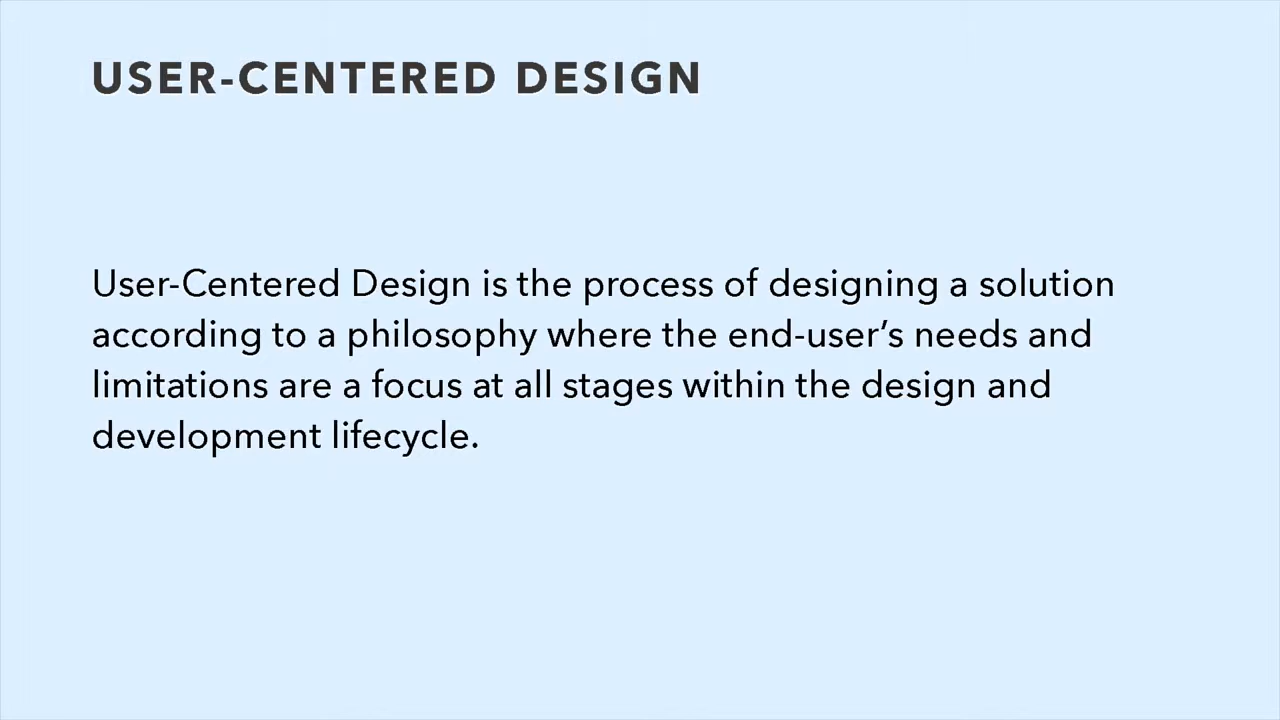 USER-CENTERED DESIGN
User-Centered Design is the process of designing a solution
according to a philosophy where the end-user’s needs and
limitations are a focus at all stages within the design and
development lifecycle.